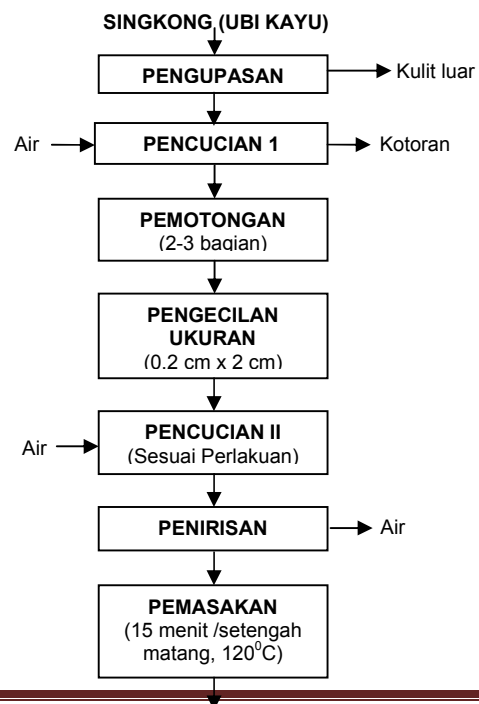 SINGKONG (UBI KAYU)
PENGUPASAN
Kulit luar
Air
PENCUCIAN 1
Kotoran
PEMOTONGAN
(2-3 bagian)
PENGECILAN
UKURAN
(0.2 cm x 2 cm)
Air
PENCUCIAN II
(Sesuai Perlakuan)
PENIRISAN
Air
PEMASAKAN
(15 menit /setengah
matang, 120⁰C)